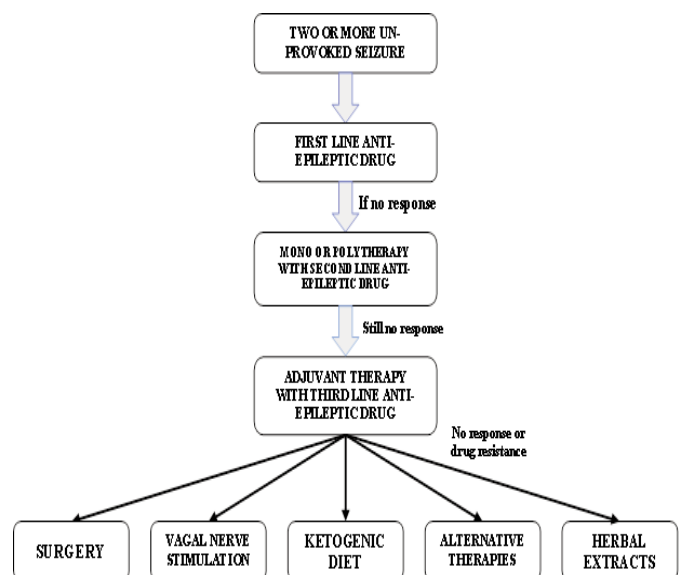 TWO OR MORE UN-
PROVOKED SEIZURE
FIRST LINE ANTI-
EPILEPTIC DRUG
If no response
MONO OR POLYTHERAPY
WITH SECOND LINE ANTI-
EPILEPTIC DRUG
Still no response
ADJUVANT THERAPY
WITH THIRD LINE ANTI-
EPILEPTIC DRUG
No response or
drug resistance
SURGERY
VAGAL NERVE
STIMULATION
KETOGENIC
DIET
ALTERNATIVE
THERAPIES
HERBAL
EXTRACTS